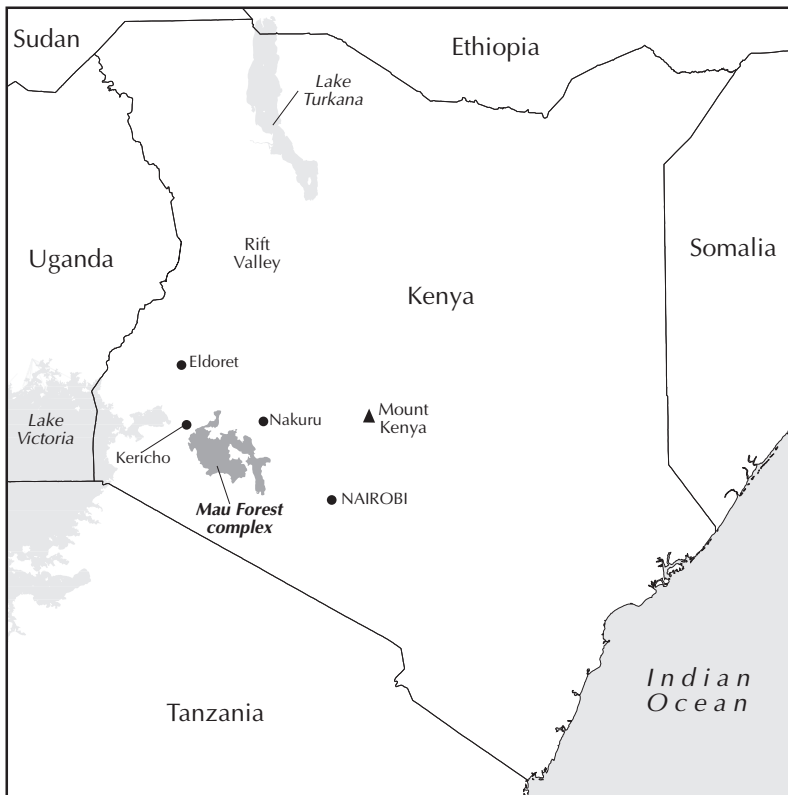 Sudan
Ethiopia
Lake
Turkana
Uganda
Rift
Valley
Somalia
Kenya
Eldoret
Lake
Victoria
Nakuru
Mount
Kenya
Kericho
Mau Forest
complex
NAIROBI
Indian
Ocean
Tanzania